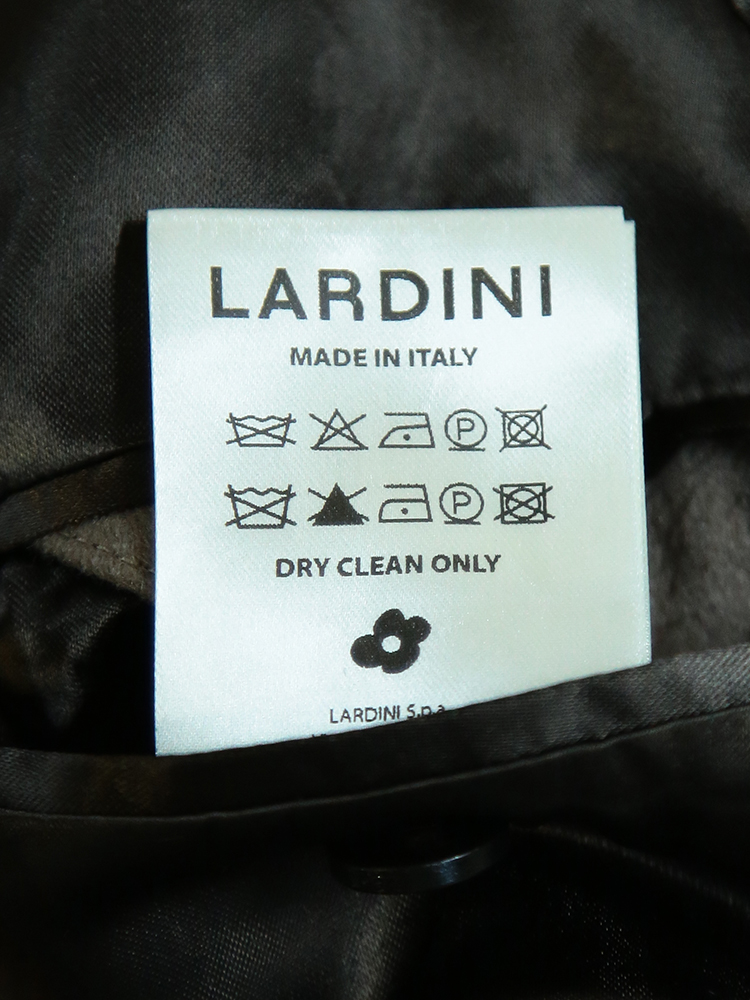 LARDINI
MADE IN ITALY
P
P
DRY CLEAN ONLY
LARDINI S.p.a.